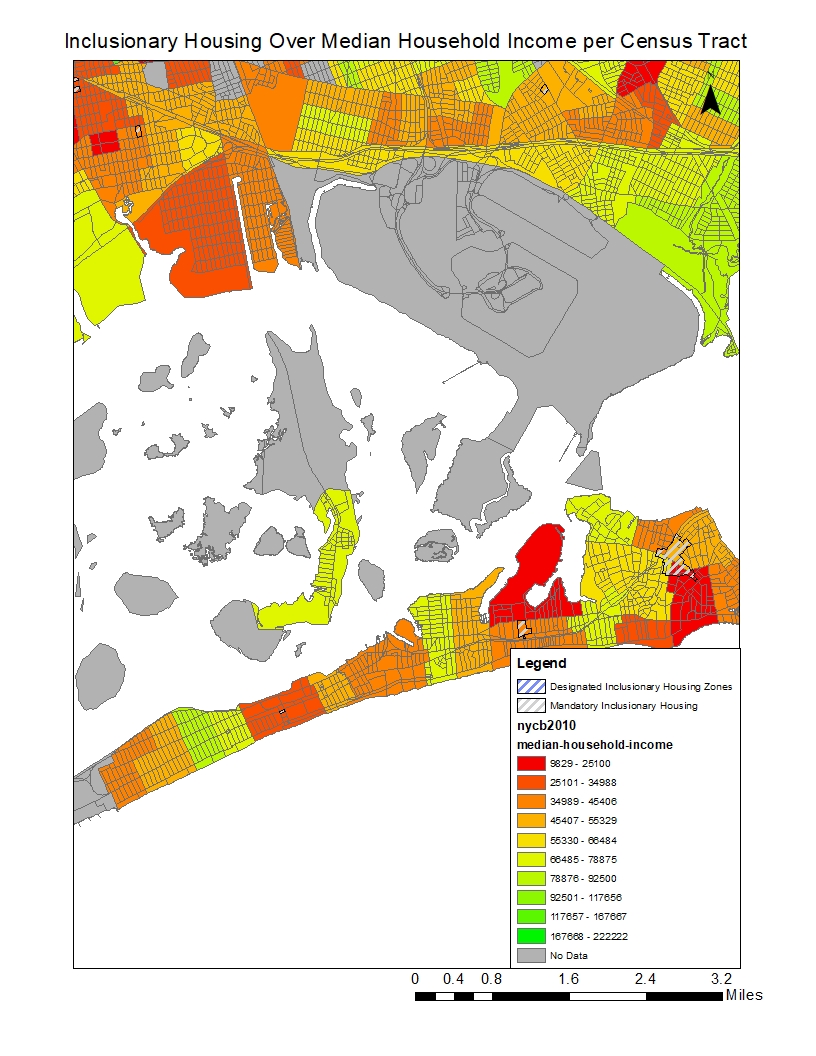 Inclusionary Housing Over Median Household Income per Census Tract
Legend
Designated Inclusionary Housing Zones
Mandatory Inclusionary Housing
nycb2010
median-household-income
9829 - 25100
25101 - 34988
34989 - 45406
45407 - 55329
55330 - 66484
66485 - 78875
78876 - 92500
92501 - 117656
117657 - 167667
167668 - 222222
No Data
0 0.4 0.8 1.6 2.4 3.2
Miles